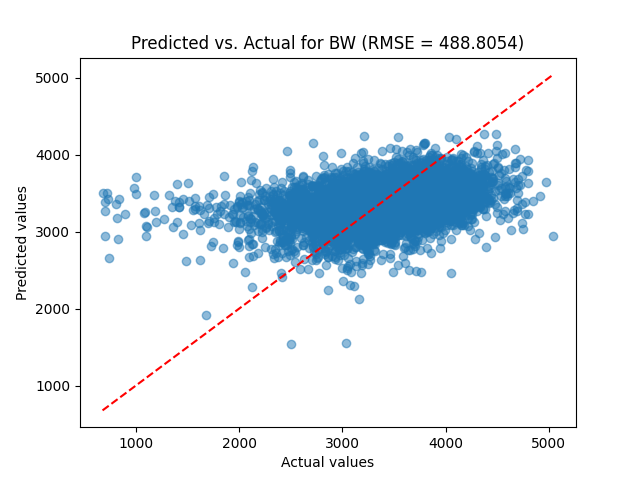 Predicted vs. Actual for BW (RMSE = 488.8054)
5000
4000
3000
2000
1000
Predicted values
1000 2000 3000 4000 5000
Actual values